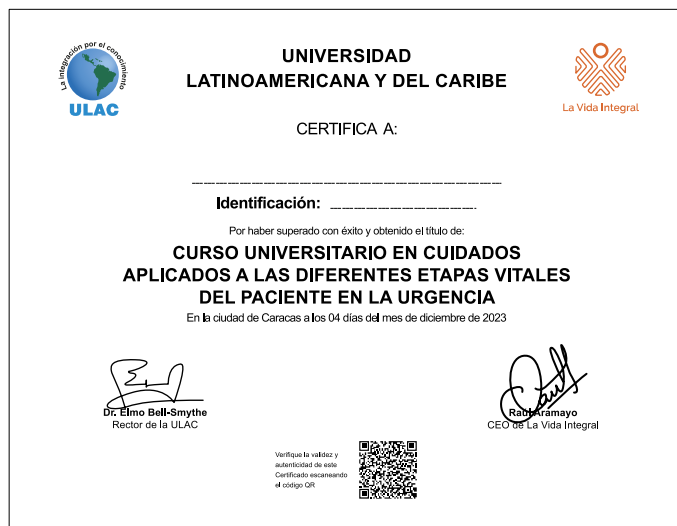 La integración por el conocimiento
ULAC
UNIVERSIDAD
LATINOAMERICANA Y DEL CARIBE
La Vida Integral
CERTIFICA A:
Identificación:
Por haber superado con éxito y obtenido el título de:
CURSO UNIVERSITARIO EN CUIDADOS
APLICADOS A LAS DIFERENTES ETAPAS VITALES
DEL PACIENTE EN LA URGENCIA
En la ciudad de Caracas a los 04 días del mes de diciembre de 2023
Dr. Elmo Bell-Smythe
Rector de la ULAC
Raúl Aramayo
CEO de La Vida Integral
Verifique la validez y
autenticidad de este
Certificado escaneando
el código QR